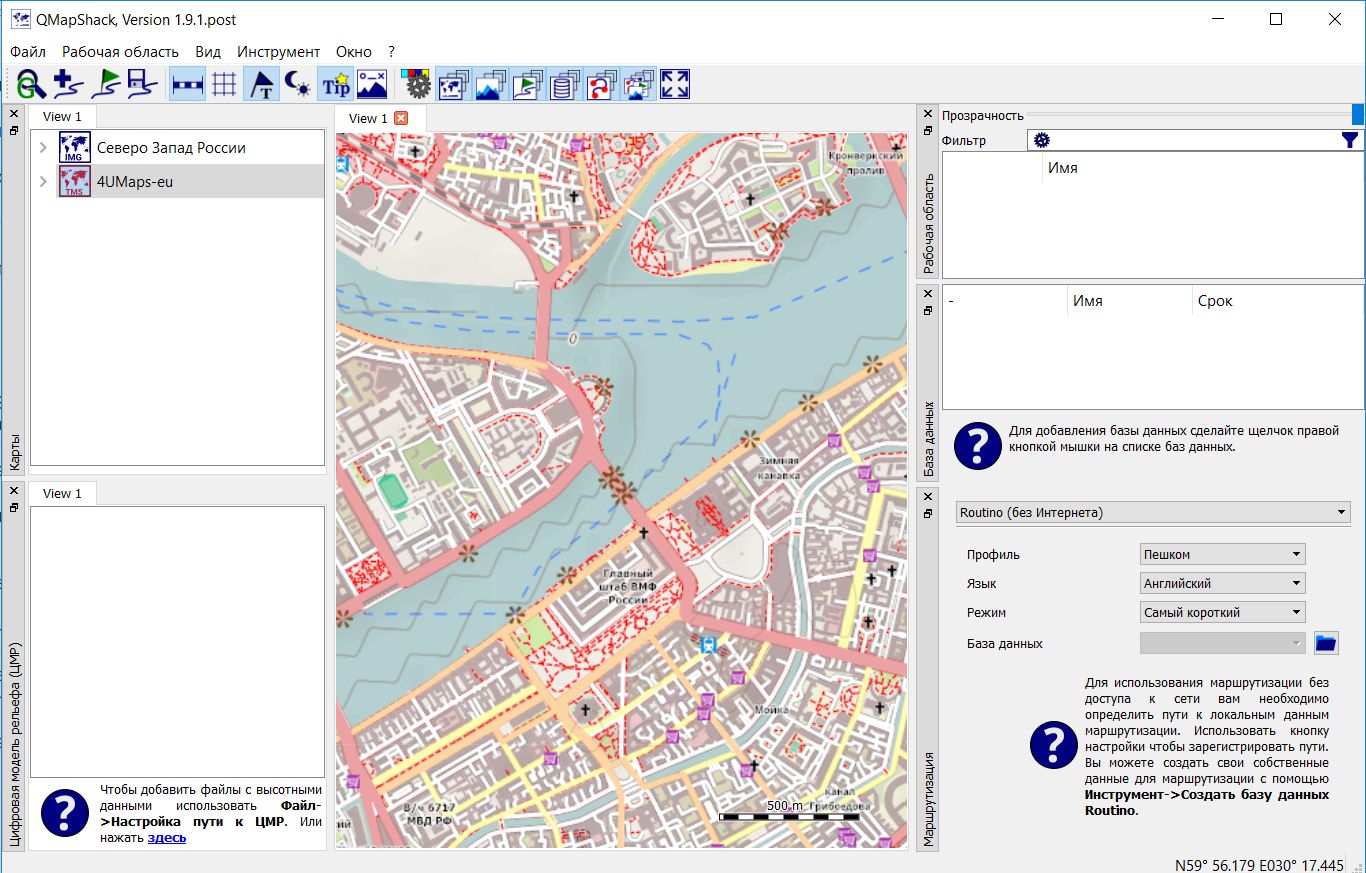 QMapShack, Version 1.9.1.post
Файл Рабочая область Вид Инструмент Окно ?
Tip
View 1
IMG Северо Запад России
TMS 4UMaps-eu
Карты
View 1
Чтобы добавить файлы с высотными
данными использовать Файл-
>Настройка пути к ЦМР. Или
нажать здесь
Цифровая модель рельефа (ЦМР)
View 1
Кронверкский
пролив
0
Зимняя
канавка
Главный
штаб ВМФ
России
Мойка
В/ч 6717
МВД РФ
канал
Грибоедова
ний
500 m
Прозрачность
Фильтр
Имя
Рабочая область
- Имя Срок
База данных
Для добавления базы данных сделайте щелчок правой
кнопкой мышки на списке баз данных.
Routino (без Интернета)
Профиль Пешком
Язык Английский
Режим Самый короткий
База данных
Для использования маршрутизации без
доступа к сети вам необходимо
определить пути к локальным данным
маршрутизации. Использовать кнопку
настройки чтобы зарегистрировать пути.
Вы можете создать свои собственные
данные для маршрутизации с помощью
Инструмент->Создать базу данных
Routino.
Маршрутизация
N59° 56.179 E030° 17.445